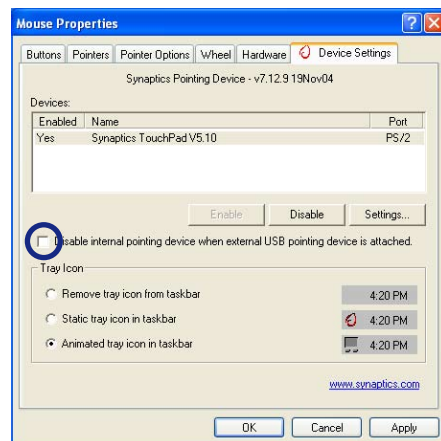 Mouse Properties
Buttons Pointers Pointer Options Wheel Hardware Device Settings
Synaptics Pointing Device - v7.12.9 19Nov04
Devices:
Enabled Name Port
Yes Synaptics TouchPad V5.10 PS/2
Enable Disable Settings...
Disable internal pointing device when external USB pointing device is attached.
Tray Icon
Remove tray icon from taskbar 4:20 PM
Static tray icon in taskbar 4:20 PM
Animated tray icon in taskbar 4:20 PM
www.synaptics.com
OK Cancel Apply